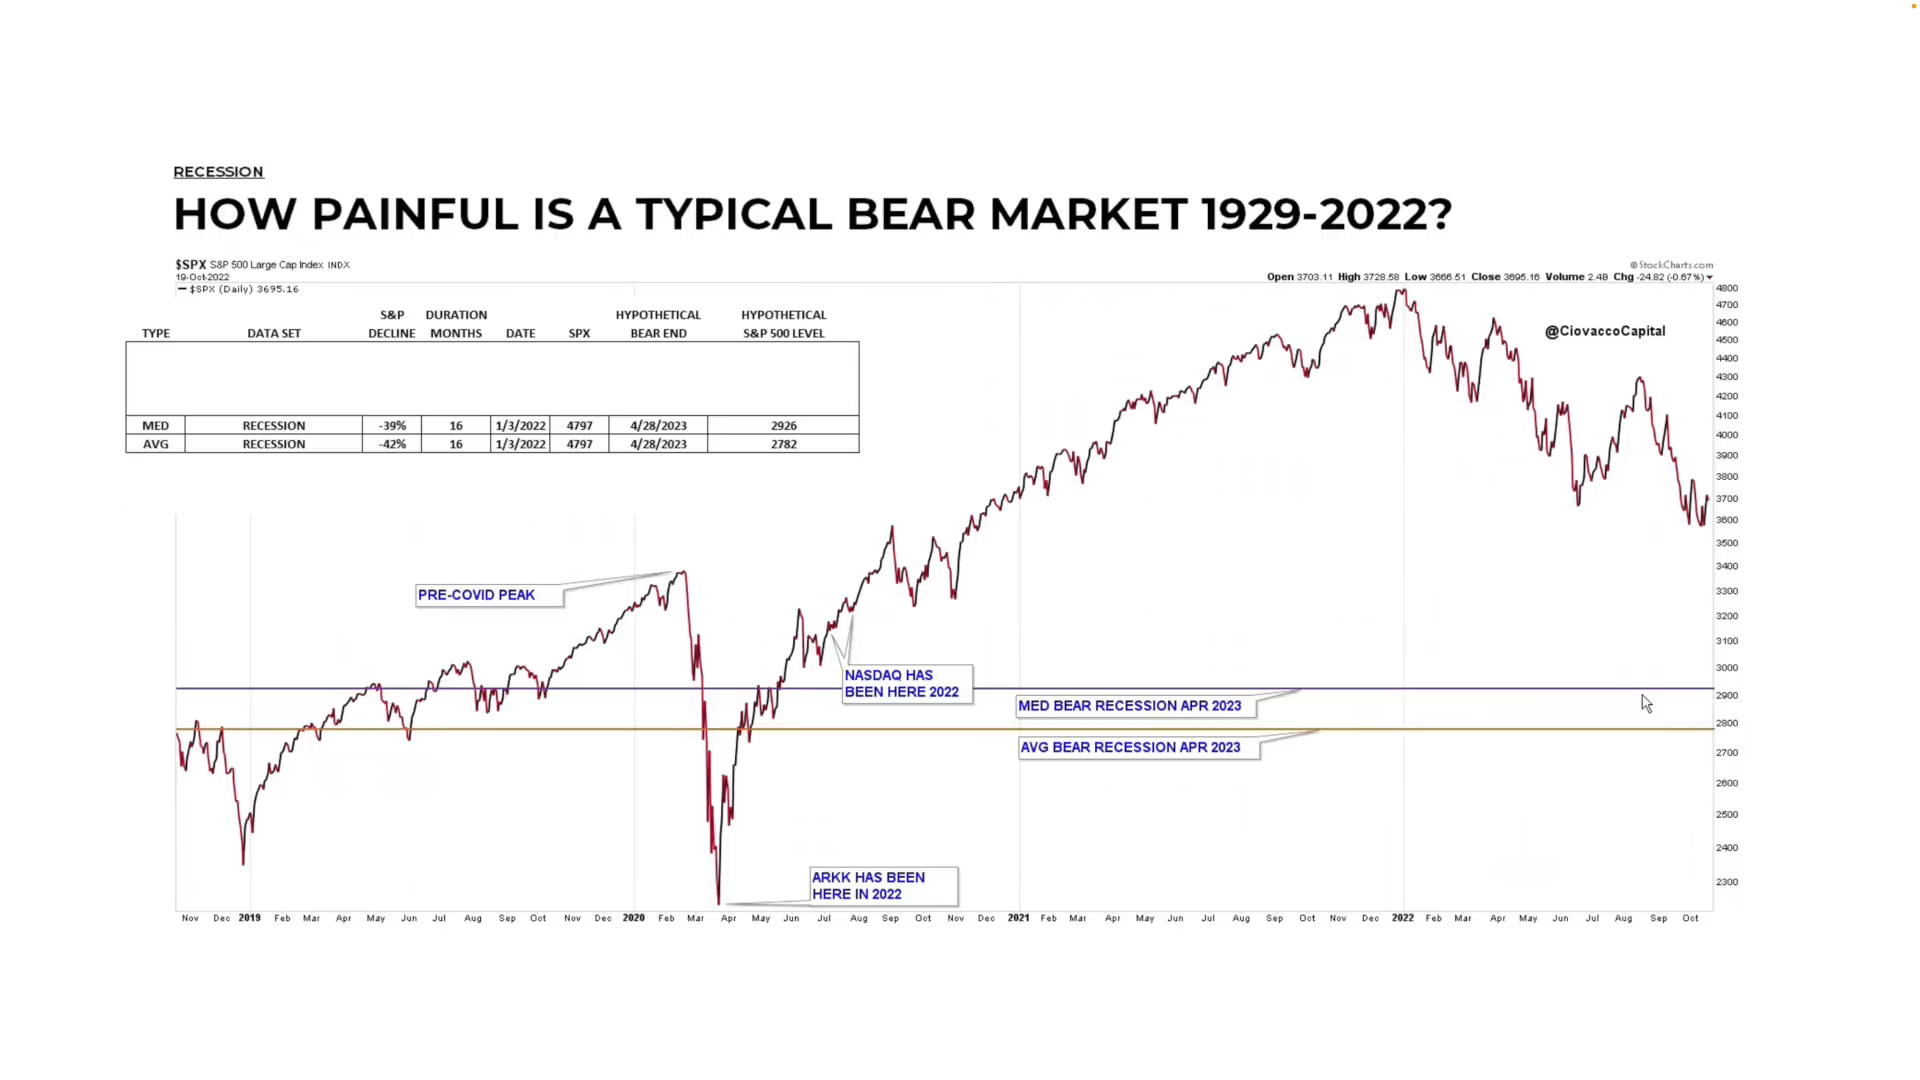 RECESSION
HOW PAINFUL IS A TYPICAL BEAR MARKET 1929-2022?
$SPX S&P 500 Large Cap Index INDX
© StockCharts.com
19-Oct-2022
Open 3703.11 High 3728.58 Low 3666.51 Close 3695.16 Volume 2.4B Chg -24.82 (-0.67%)
$SPX (Daily) 3695.16
S&P DURATION HYPOTHETICAL HYPOTHETICAL
TYPE DATA SET DECLINE MONTHS DATE SPX BEAR END S&P 500 LEVEL
MED RECESSION -39% 16 1/3/2022 4797 4/28/2023 2926
AVG RECESSION -42% 16 1/3/2022 4797 4/28/2023 2782
@CiovaccoCapital
PRE-COVID PEAK
NASDAQ HAS
BEEN HERE 2022
MED BEAR RECESSION APR 2023
AVG BEAR RECESSION APR 2023
ARKK HAS BEEN
HERE IN 2022
4800
4700
4600
4500
4400
4300
4200
4100
4000
3900
3800
3700
3600
3500
3400
3300
3200
3100
3000
2900
2800
2700
2600
2500
2400
2300
Nov Dec 2019 Feb Mar Apr May Jun Jul Aug Sep Oct Nov Dec 2020 Feb Mar Apr May Jun Jul Aug Sep Oct Nov Dec 2021 Feb Mar Apr May Jun Jul Aug Sep Oct Nov Dec 2022 Feb Mar Apr May Jun Jul Aug Sep Oct